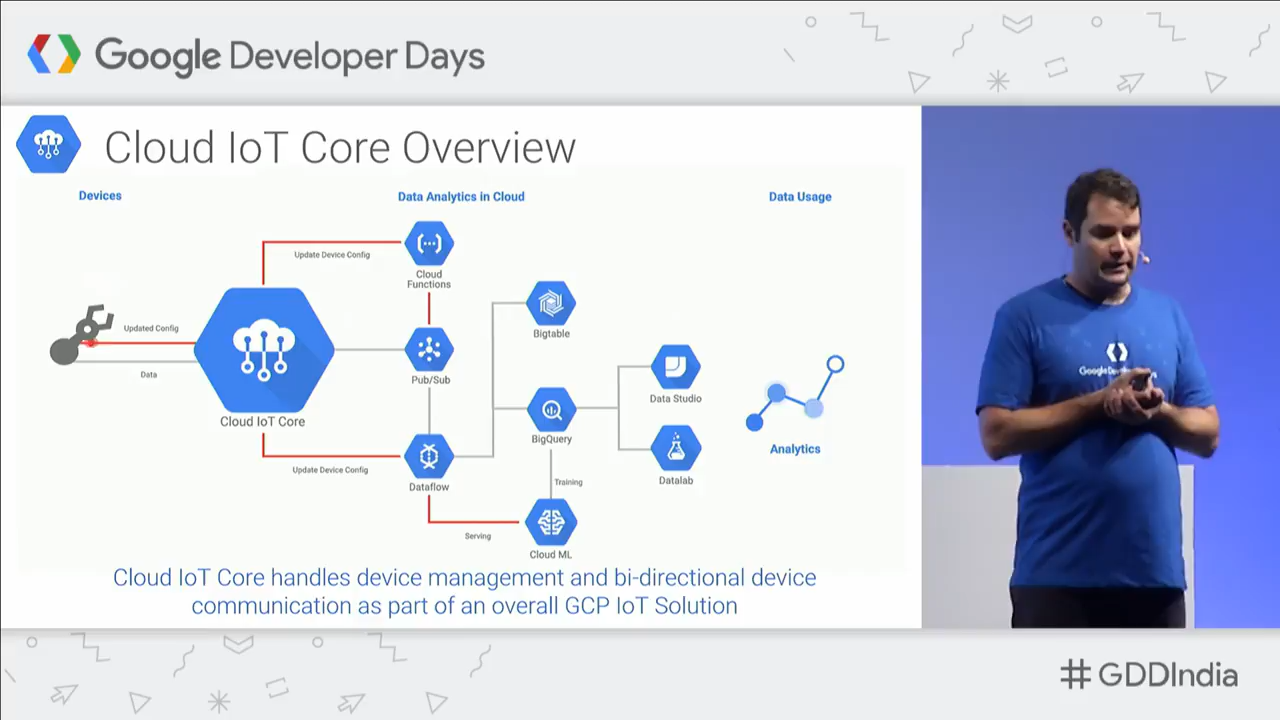 Google Developer Days
Cloud IoT Core Overview
Devices
Data Analytics in Cloud
Data Usage
Update Device Config
Cloud
Functions
Updated Config
Data
Cloud IoT Core
Pub/Sub
Bigtable
Data Studio
BigQuery
Analytics
Update Device Config
Dataflow
Training
Datalab
Serving
Cloud ML
Cloud IoT Core handles device management and bi-directional device
communication as part of an overall GCP IoT Solution
Google Develop
#GDDIndia